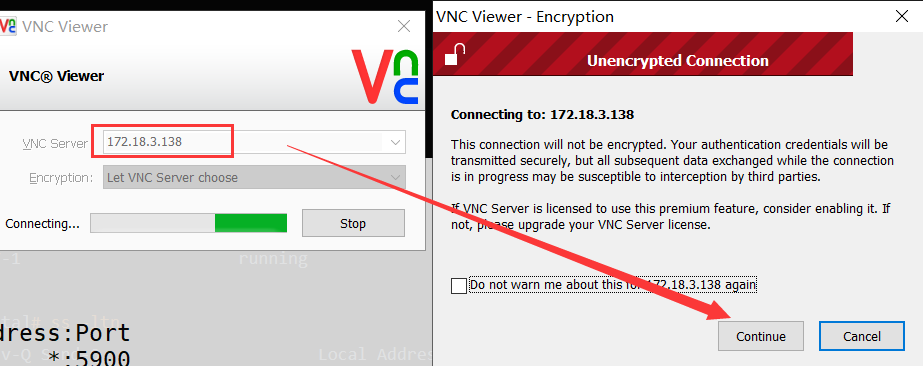 VNC Viewer
VNC® Viewer
VNC
VNC Server
172.18.3.138
Encryption:
Let VNC Server choose
Connecting...
Stop
-1 running
dress:Port
*:5900
Local Addres
VNC Viewer - Encryption
Unencrypted Connection
Connecting to: 172.18.3.138
This connection will not be encrypted. Your authentication credentials will be
transmitted securely, but all subsequent data exchanged while the connection
is in progress may be susceptible to interception by third parties.
If VNC Server is licensed to use this premium feature, consider enabling it. If
not, please upgrade your VNC Server license.
Do not warn me about this for 172.18.3.138 again
Continue
Cancel